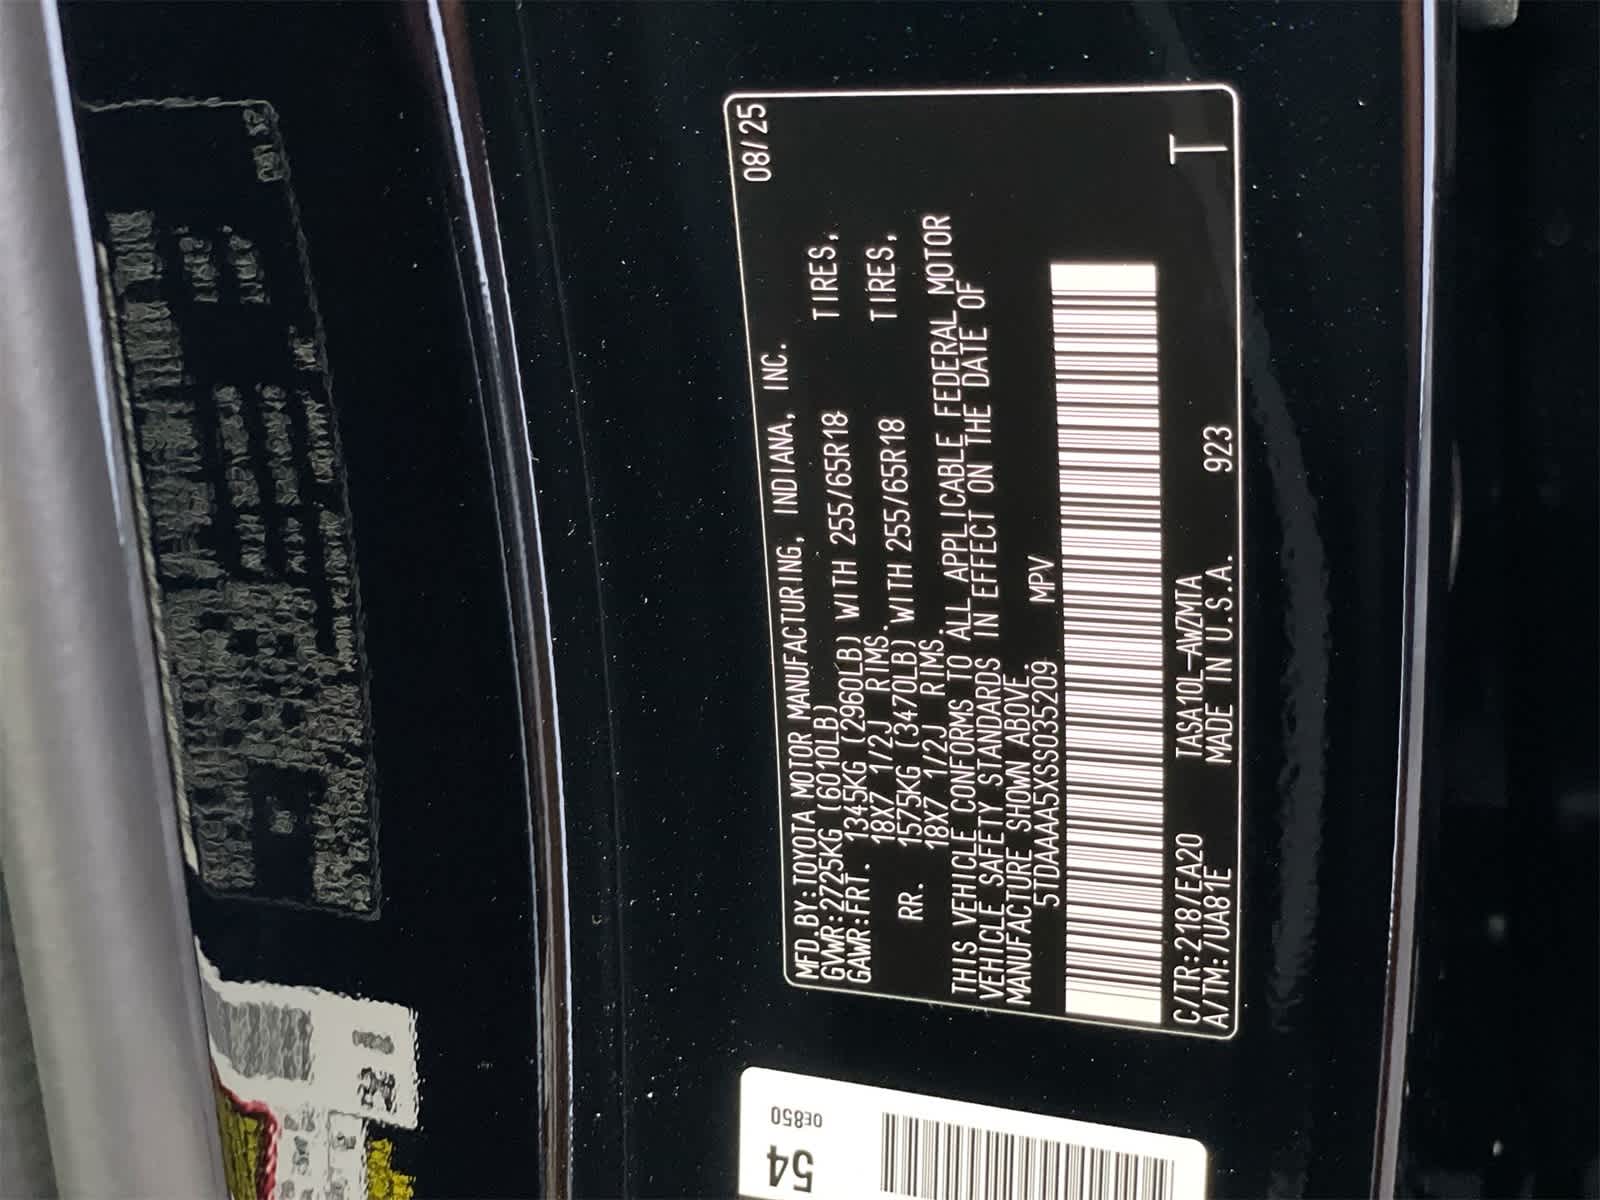 08/25
MFD.BY:TOYOTA MOTOR MANUFACTURING, INDIANA, INC.
GVWR:2725KG (6010LB)
GAWR:FRT. 1345KG (2960LB) WITH 255/65R18 TIRES,
18X7 1/2J RIMS.
RR. 1575KG (3470LB) WITH 255/65R18 TIRES,
18X7 1/2J RIMS.
THIS VEHICLE CONFORMS TO ALL APPLICABLE FEDERAL MOTOR
VEHICLE SAFETY STANDARDS IN EFFECT ON THE DATE OF
MANUFACTURE SHOWN ABOVE.
5TDAAAA5XSS035209 MPV
C/TR:218/EA20 TASA10L-AWZMTA 923 T
A/TM:/UA81E MADE IN U.S.A.
54
0E850